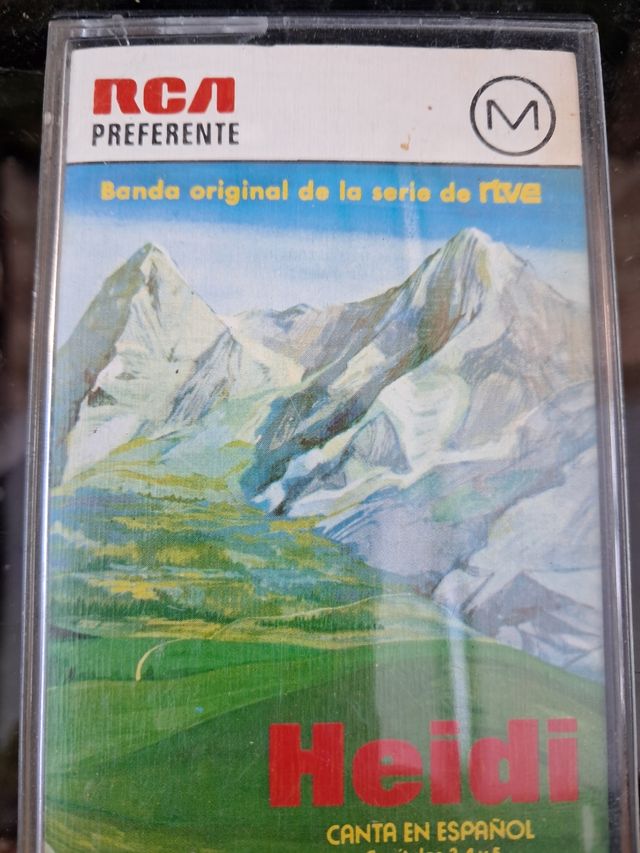 RCA
PREFERENTE
M
Banda original de la serie de rtve
Heidi
CANTA EN ESPAÑOL